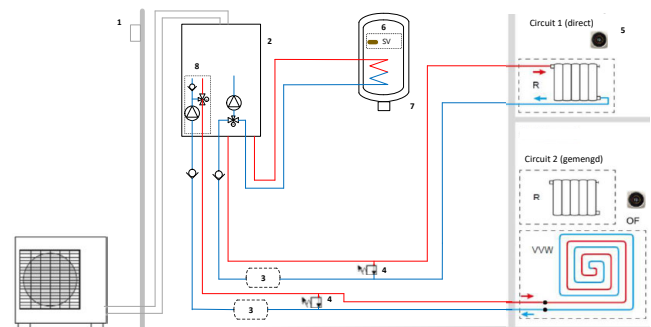 1
2
8
6
SV
7
Circuit 1 (direct)
5
R
Circuit 2 (gemengd)
R
OF
VVW
3
4
3
4